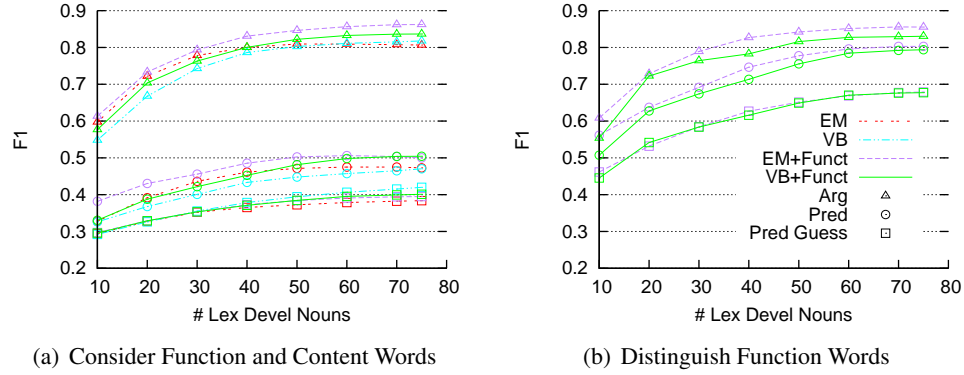 F1
0.9
0.8
0.7
0.6
0.5
0.4
0.3
0.2
10 20 30 40 50 60 70 80
# Lex Devel Nouns
(a) Consider Function and Content Words
F1
0.9
0.8
0.7
0.6
0.5
0.4
0.3
0.2
EM
VB
EM+Funct
VB+Funct
Arg
Pred
Pred Guess
10 20 30 40 50 60 70 80
# Lex Devel Nouns
(b) Distinguish Function Words